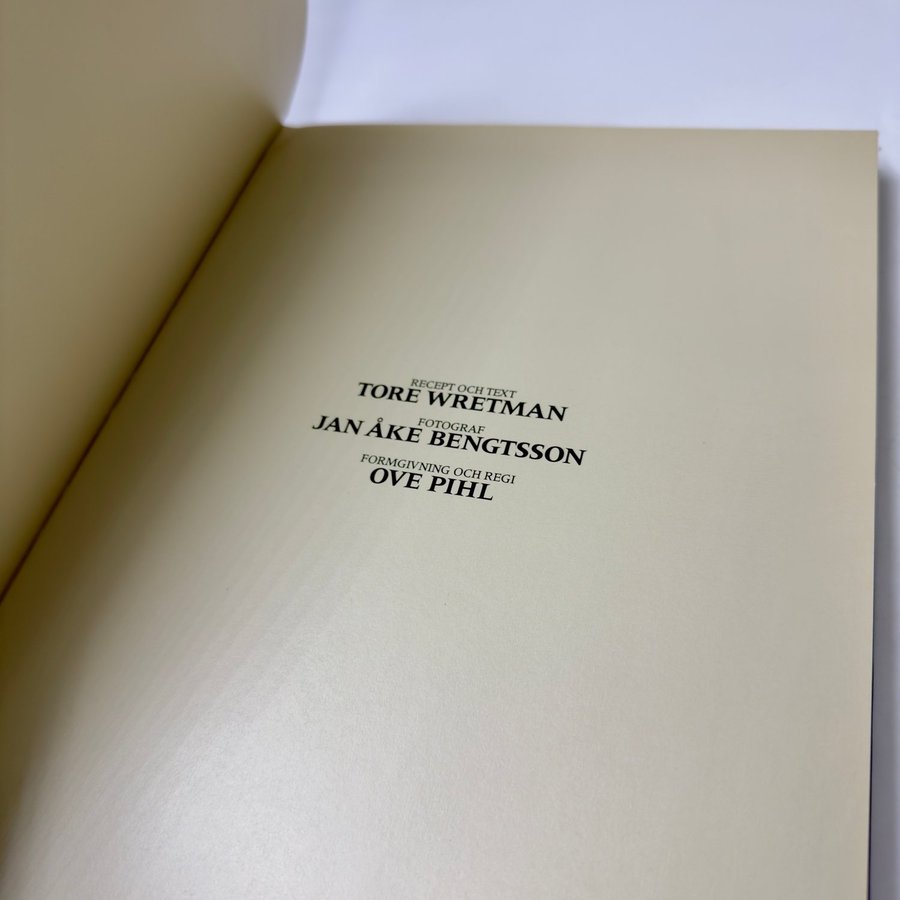 RECEPT OCH TEXT
TORE WRETMAN
FOTOGRAF
JAN ÅKE BENGTSSON
FORMGIVNING OCH REGI
OVE PIHL